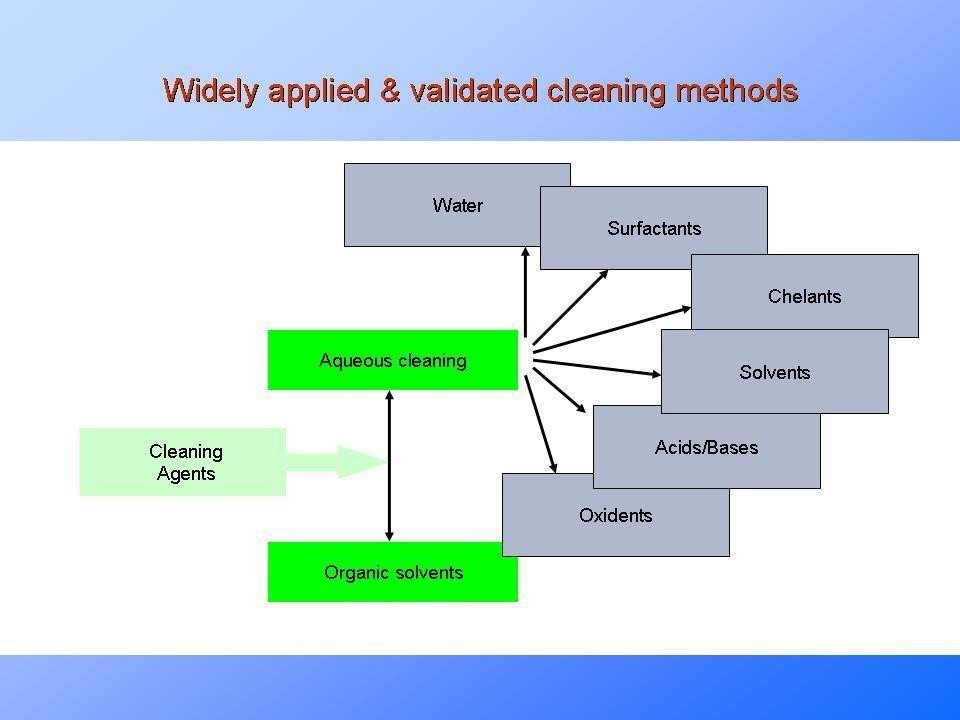 Widely applied & validated cleaning methods
Water
Surfactants
Chelants
Aqueous cleaning
Solvents
Cleaning
Agents
Acids/Bases
Oxidents
Organic solvents